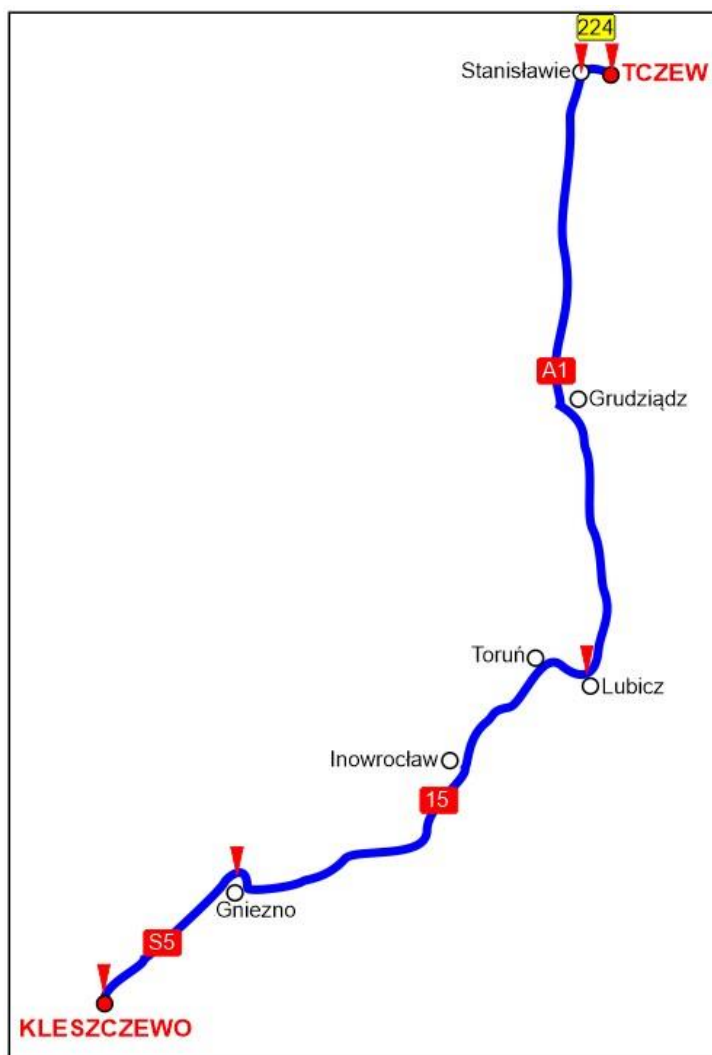 224
Stanisławie
TCZEW
A1
Grudziądz
Toruń
Lubicz
Inowrocław
15
Gniezno
S5
KLESZCZEWO